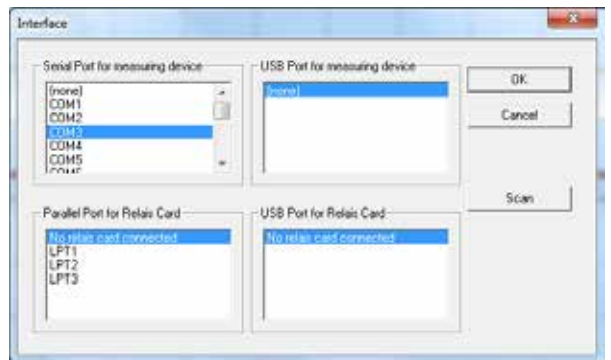 Interface
Serial Port for measuring device
(none)
COM1
COM2
COM3
COM4
COM5
COM6
USB Port for measuring device
(none)
OK
Cancel
Scan
Parallel Port for Relais Card
No relais card connected
LPT1
LPT2
LPT3
USB Port for Relais Card
No relais card connected